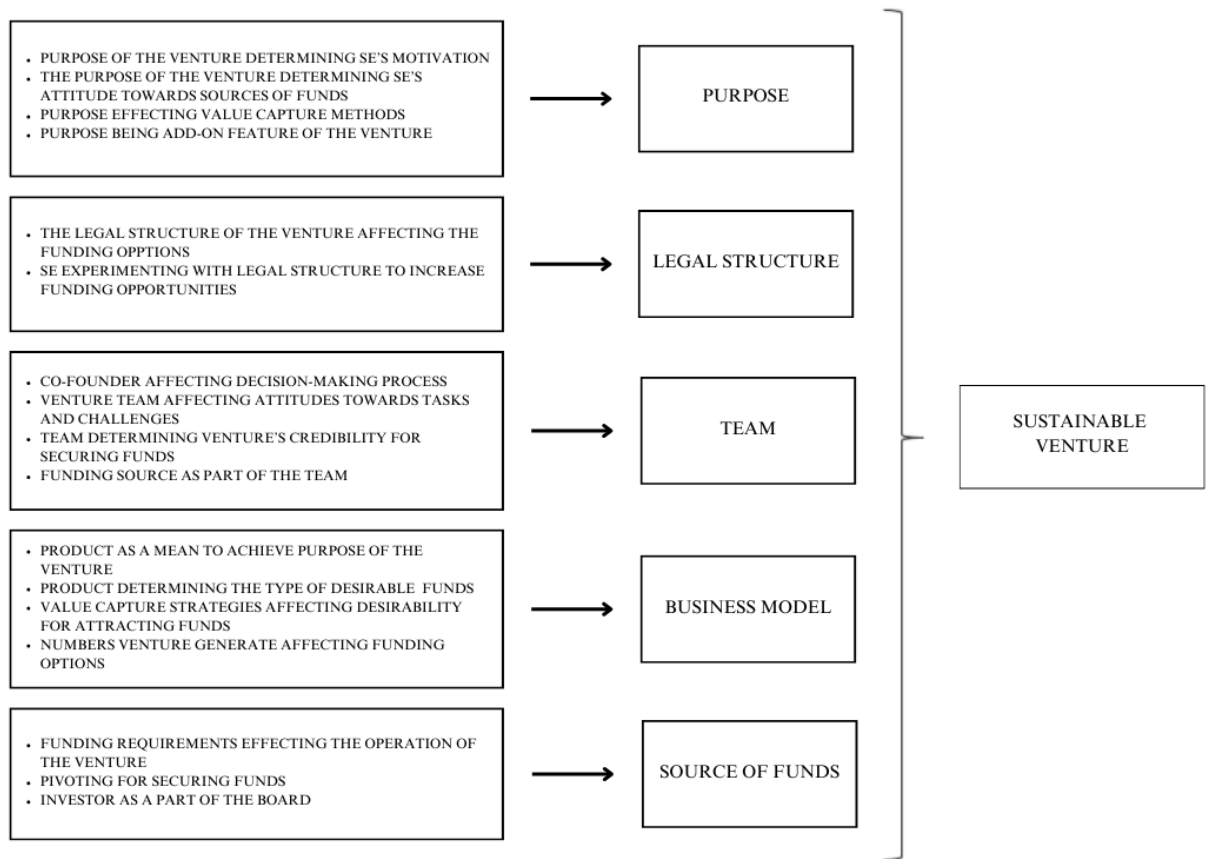 • PURPOSE OF THE VENTURE DETERMINING SE'S MOTIVATION
• THE PURPOSE OF THE VENTURE DETERMINING SE'S
ATTITUDE TOWARDS SOURCES OF FUNDS
• PURPOSE EFFECTING VALUE CAPTURE METHODS
• PURPOSE BEING ADD-ON FEATURE OF THE VENTURE
PURPOSE
• THE LEGAL STRUCTURE OF THE VENTURE AFFECTING THE
FUNDING OPPTIONS
• SE EXPERIMENTING WITH LEGAL STRUCTURE TO INCREASE
FUNDING OPPORTUNITIES
LEGAL STRUCTURE
• CO-FOUNDER AFFECTING DECISION-MAKING PROCESS
• VENTURE TEAM AFFECTING ATTITUDES TOWARDS TASKS
AND CHALLENGES
• TEAM DETERMINING VENTURE'S CREDIBILITY FOR
SECURING FUNDS
• FUNDING SOURCE AS PART OF THE TEAM
TEAM
• PRODUCT AS A MEAN TO ACHIEVE PURPOSE OF THE
VENTURE
• PRODUCT DETERMINING THE TYPE OF DESIRABLE FUNDS
• VALUE CAPTURE STRATEGIES AFFECTING DESIRABILITY
FOR ATTRACTING FUNDS
• NUMBERS VENTURE GENERATE AFFECTING FUNDING
OPTIONS
BUSINESS MODEL
• FUNDING REQUIREMENTS EFFECTING THE OPERATION OF
THE VENTURE
• PIVOTING FOR SECURING FUNDS
• INVESTOR AS A PART OF THE BOARD
SOURCE OF FUNDS
SUSTAINABLE
VENTURE